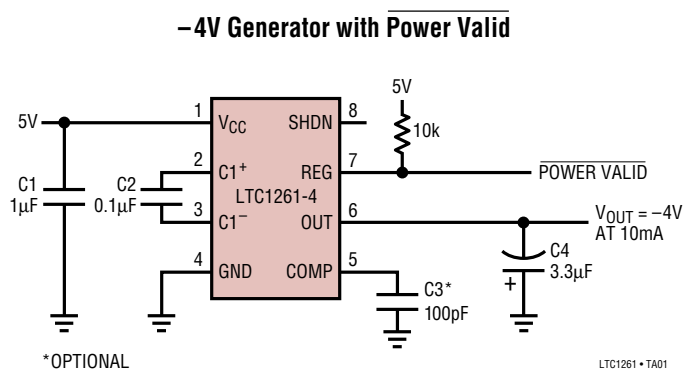 –4V Generator with Power Valid
5V
1
VCC
SHDN
8
5V
10k
2
C1+
REG
7
POWER VALID
LTC1261-4
3
C1–
OUT
6
VOUT = –4V
AT 10mA
4
GND
COMP
5
C1
1µF
C2
0.1µF
C3*
100pF
C4
3.3µF
+
*OPTIONAL
LTC1261 • TA01